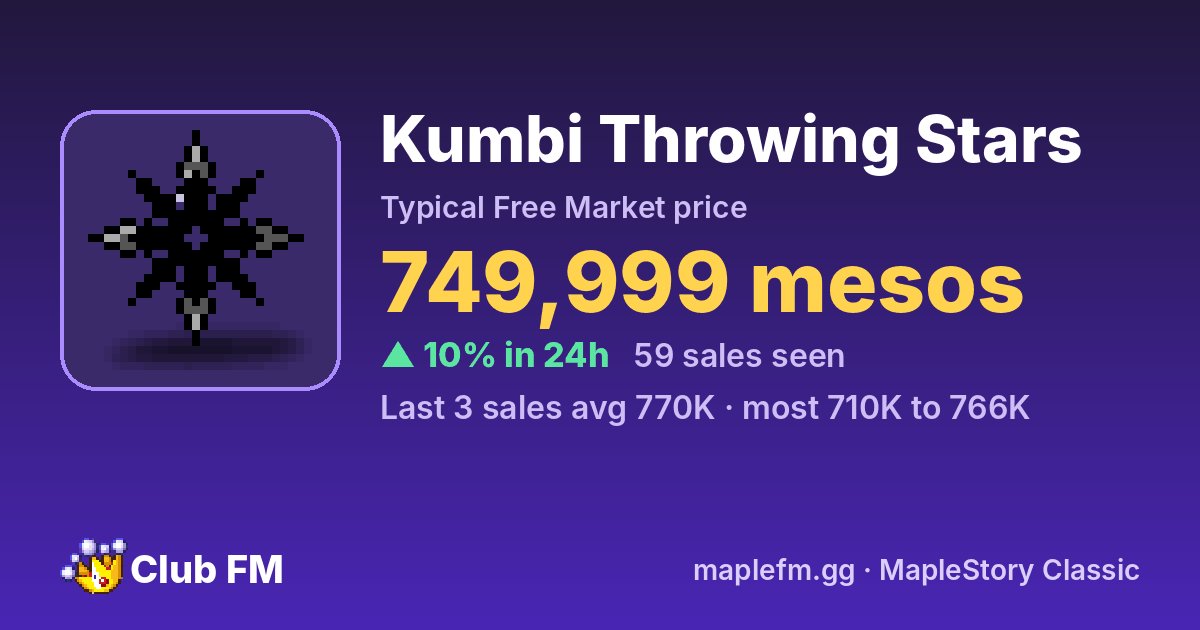 Kumbi Throwing Stars
Typical Free Market price
749,999 mesos
▲ 10% in 24h 59 sales seen
Last 3 sales avg 770K · most 710K to 766K
Club FM
maplefm.gg · MapleStory Classic